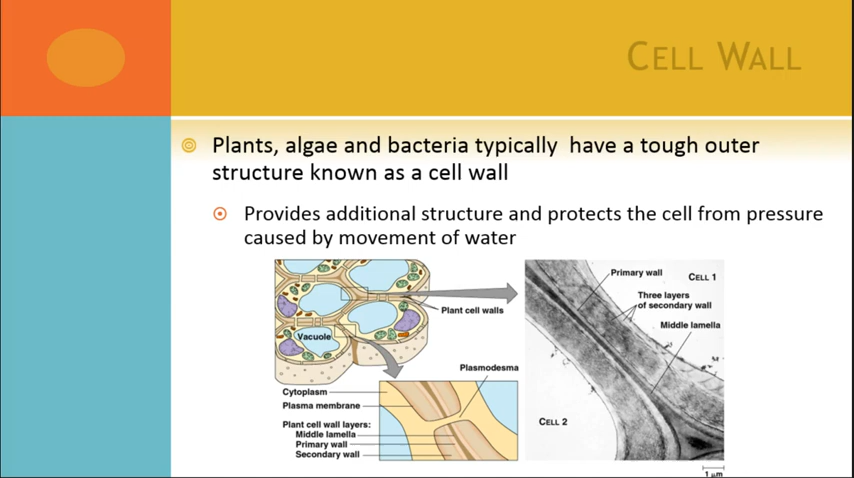 CELL WALL
Plants, algae and bacteria typically have a tough outer
structure known as a cell wall
Provides additional structure and protects the cell from pressure
caused by movement of water
Primary wall
CELL 1
Three layers
of secondary wall
Plant cell walls
Middle lamella
Vacuole
Plasmodesma
Cytoplasm
Plasma membrane
Plant cell wall layers:
Middle lamella
Primary wall
Secondary wall
CELL 2
1 µm